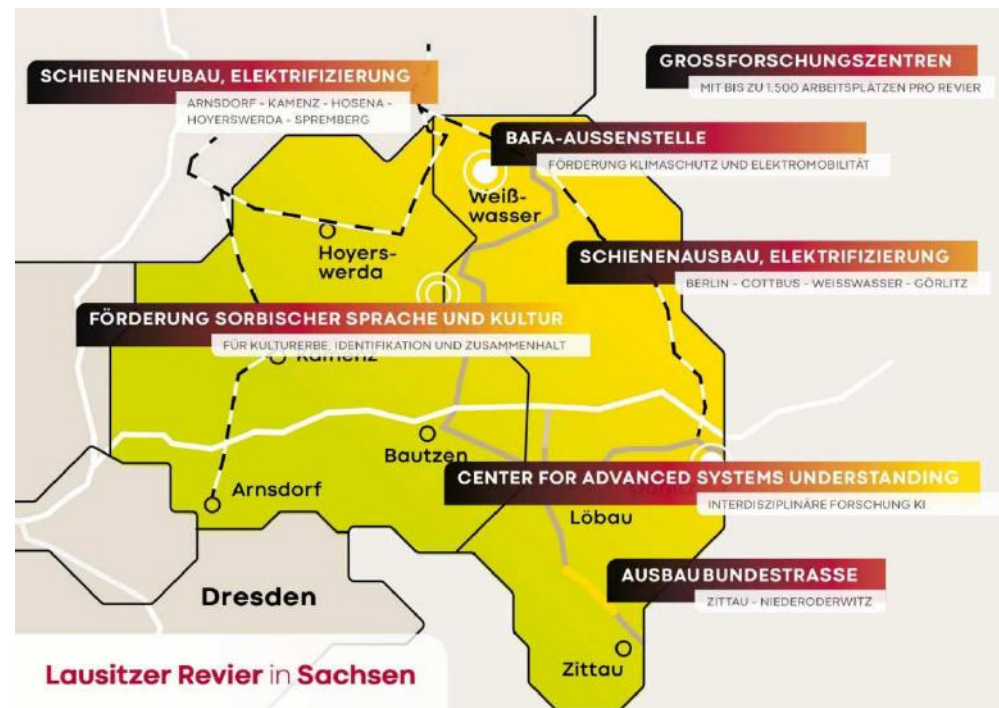 SCHIENENNEUBAU, ELEKTRIFIZIERUNG
ARNSDORF - KAMENZ - HOSENA -
HOYERSWERDA - SPREMBERG
GROSSFORSCHUNGSZENTREN
MIT BIS ZU 1.500 ARBEITSPLÄTZEN PRO REVIER
BAFA-AUSSENSTELLE
FÖRDERUNG KLIMASCHUTZ UND ELEKTROMOBILITÄT
Weiß-
wasser
Hoyers-
werda
SCHIENENAUSBAU, ELEKTRIFIZIERUNG
BERLIN - COTTBUS - WEISSWASSER - GÖRLITZ
FÖRDERUNG SORBISCHER SPRACHE UND KULTUR
FÜR KULTURERBE, IDENTIFIKATION UND ZUSAMMENHALT
Kamenz
Bautzen
CENTER FOR ADVANCED SYSTEMS UNDERSTANDING
INTERDISZIPLINÄRE FORSCHUNG KI
Arnsdorf
Löbau
AUSBAU BUNDESTRASSE
ZITTAU - NIEDERODERWITZ
Dresden
Zittau
Lausitzer Revier in Sachsen